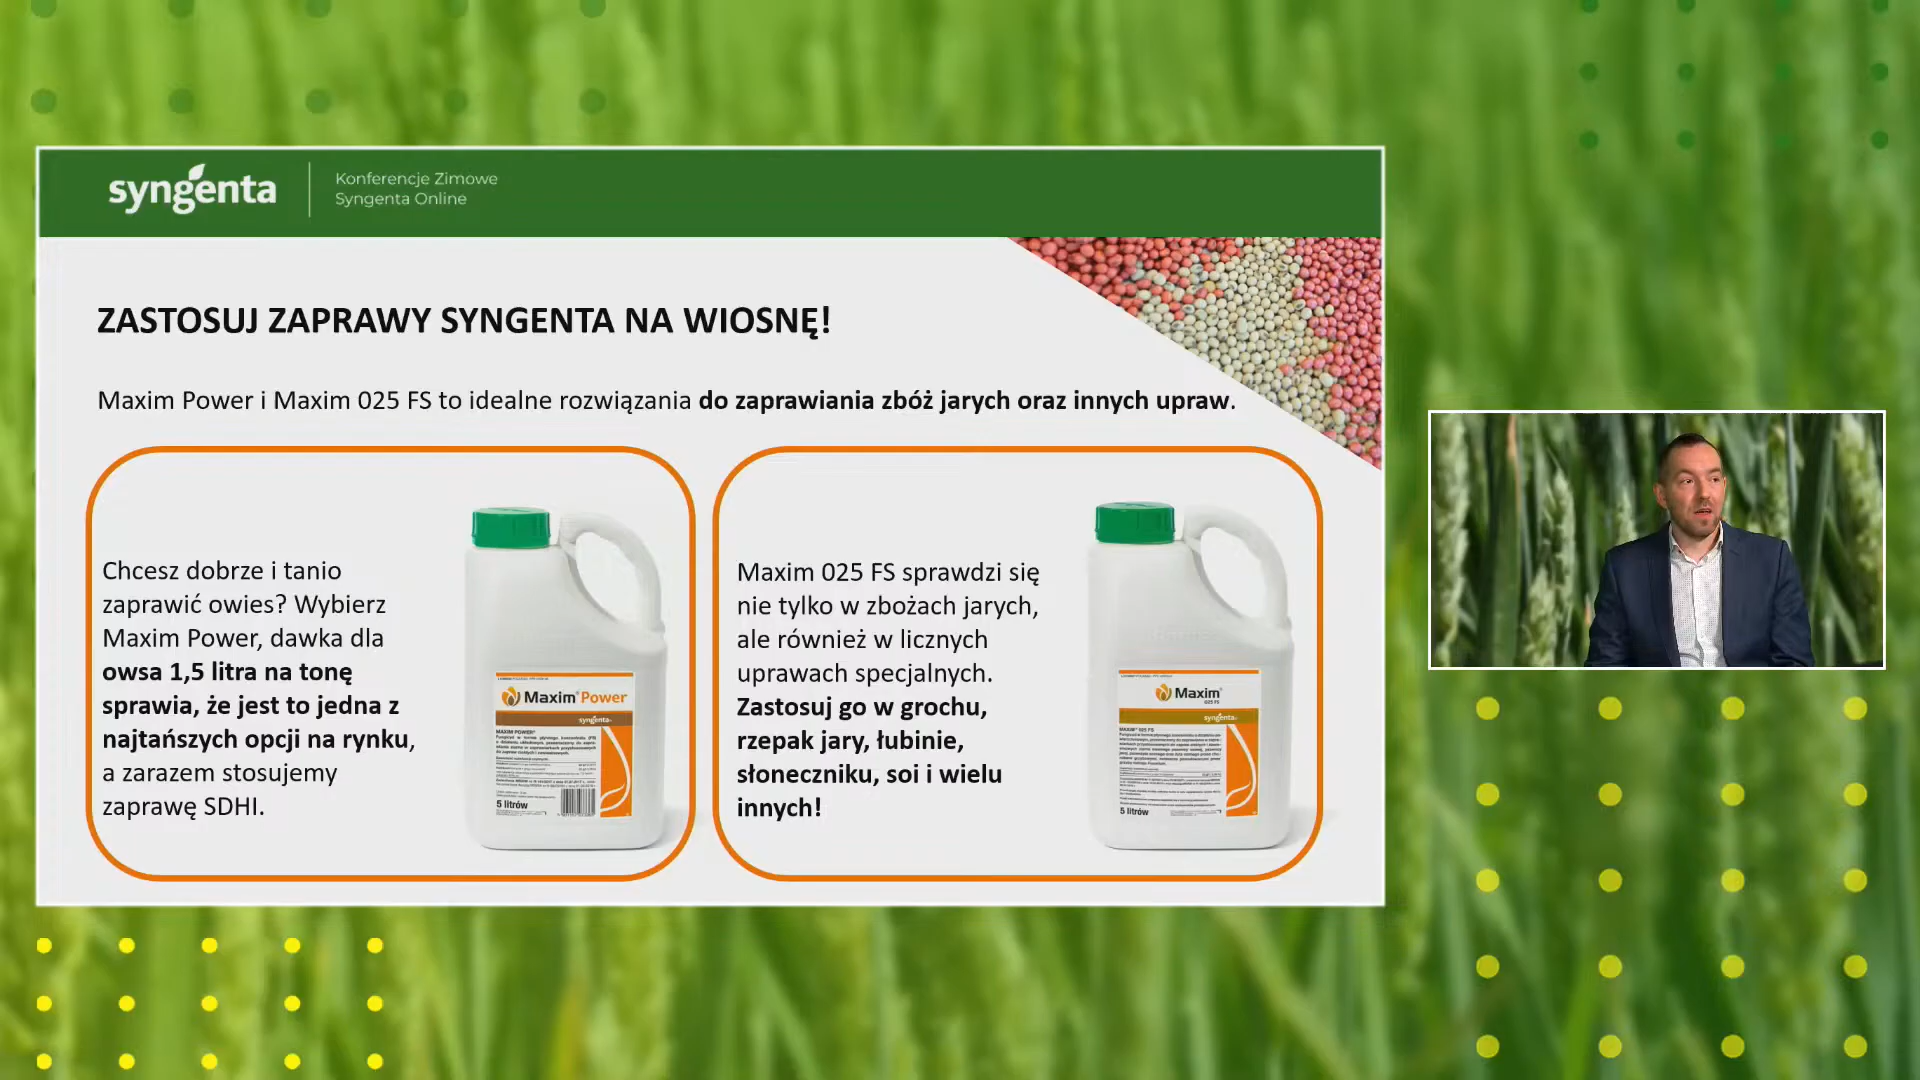 syngenta
Konferencje Zimowe
Syngenta Online
ZASTOSUJ ZAPRAWY SYNGENTA NA WIOSNĘ!
Maxim Power i Maxim 025 FS to idealne rozwiązania do zaprawiania zbóż jarych oraz innych upraw.
Chcesz dobrze i tanio
zaprawić owies? Wybierz
Maxim Power, dawka dla
owsa 1,5 litra na tonę
sprawia, że jest to jedna z
najtańszych opcji na rynku,
a zarazem stosujemy
zaprawę SDHI.
Maxim® Power
syngenta
MAXIM POWER®
5 litrów
Maxim 025 FS sprawdzi się
nie tylko w zbożach jarych,
ale również w licznych
uprawach specjalnych.
Zastosuj go w grochu,
rzepak jary, łubinie,
słoneczniku, soi i wielu
innych!
Maxim®
025 FS
syngenta
5 litrów